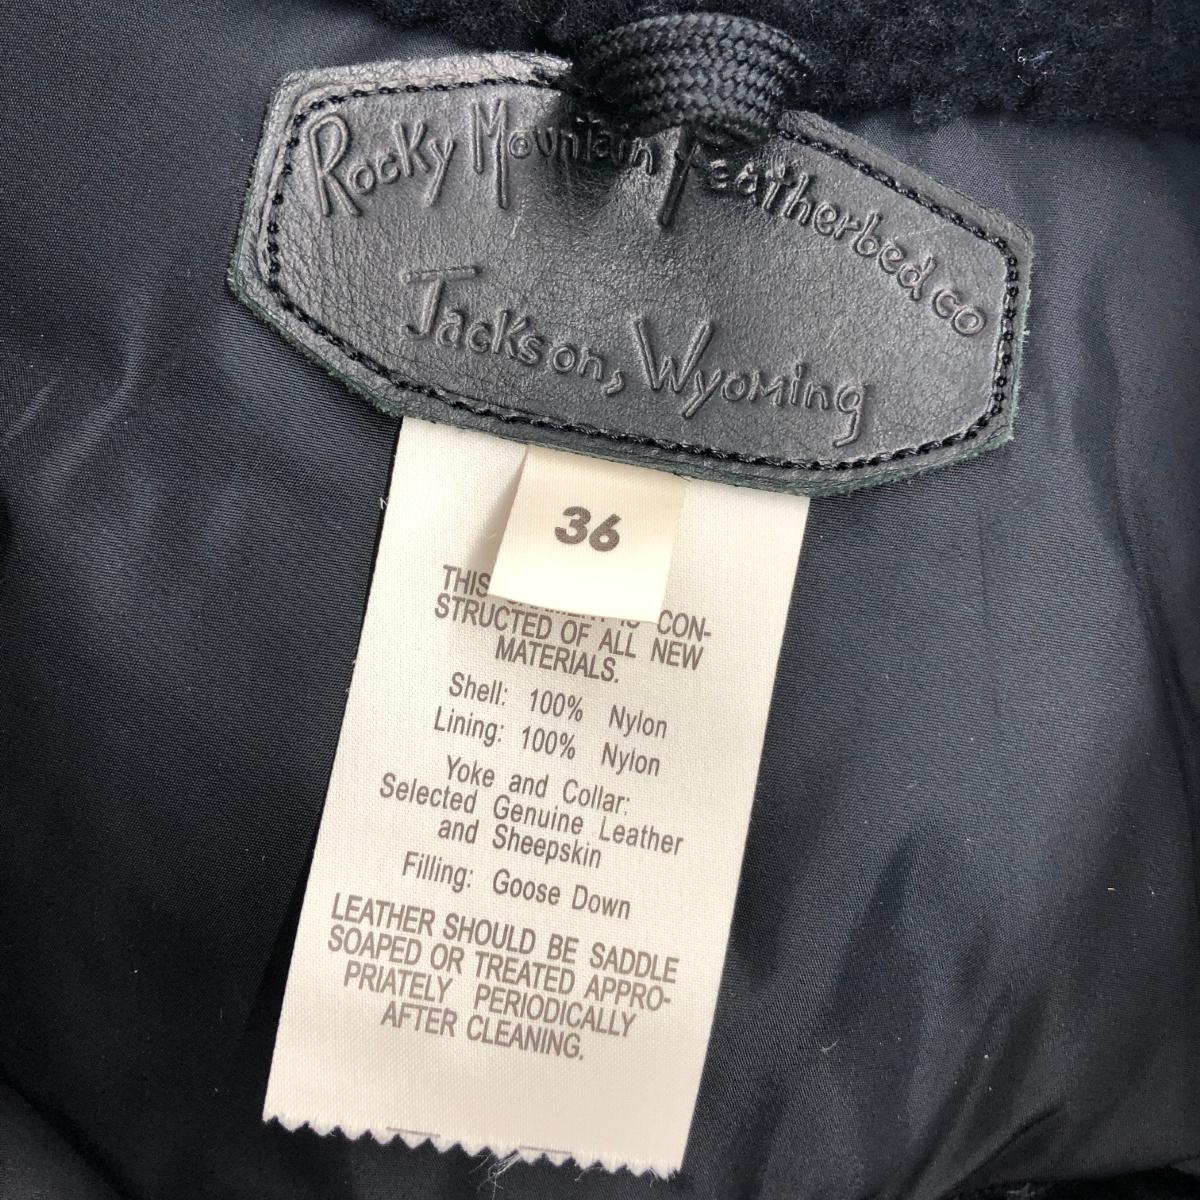 Rocky Mountain Featherbed co
Jackson, Wyoming
36
THIS GARMENT IS CON-
STRUCTED OF ALL NEW
MATERIALS.
Shell: 100% Nylon
Lining: 100% Nylon
Yoke and Collar:
Selected Genuine Leather
and Sheepskin
Filling: Goose Down
LEATHER SHOULD BE SADDLE
SOAPED OR TREATED APPRO-
PRIATELY PERIODICALLY
AFTER CLEANING.